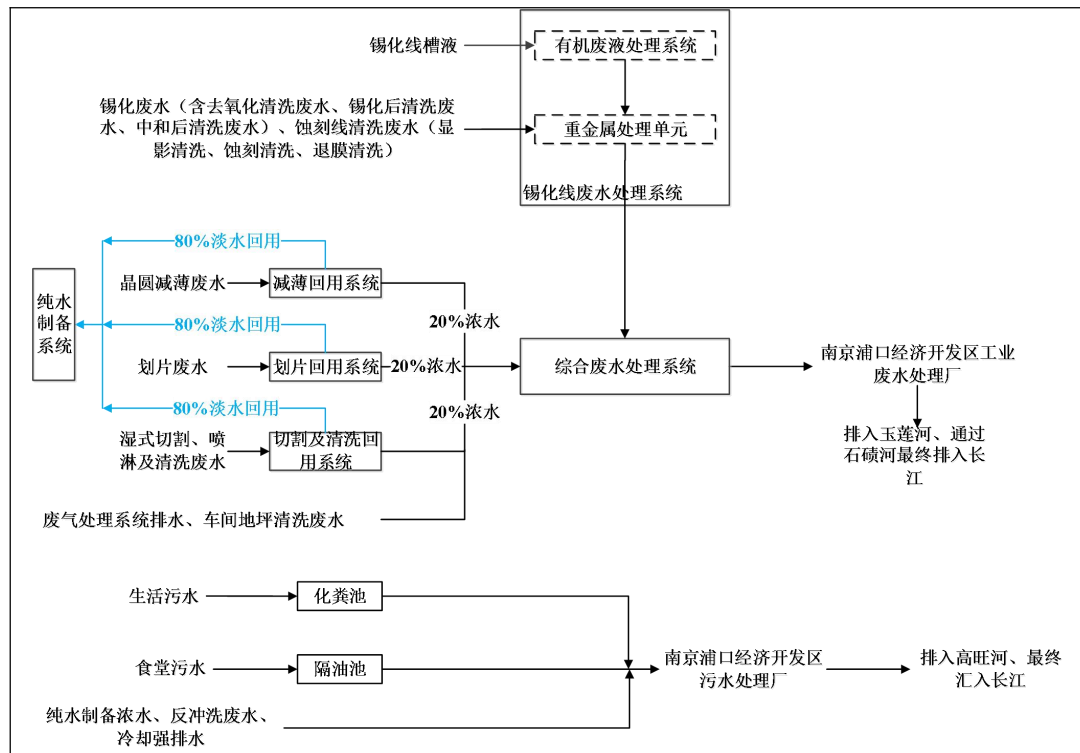 锡化线槽液
有机废液处理系统
锡化废水（含去氧化清洗废水、锡化后清洗废
水、中和后清洗废水）、蚀刻线清洗废水（显
影清洗、蚀刻清洗、退膜清洗）
重金属处理单元
锡化线废水处理系统
80%淡水回用
晶圆减薄废水
减薄回用系统
纯水
制备
系统
20%浓水
80%淡水回用
划片废水
划片回用系统
20%浓水
综合废水处理系统
南京浦口经济开发区工业
废水处理厂
80%淡水回用
20%浓水
湿式切割、喷
淋及清洗废水
切割及清洗回
用系统
排入玉莲河、通过
石碛河最终排入长
江
废气处理系统排水、车间地坪清洗废水
生活污水
化粪池
食堂污水
隔油池
南京浦口经济开发区
污水处理厂
排入高旺河、最终
汇入长江
纯水制备浓水、反冲洗废水、
冷却强排水